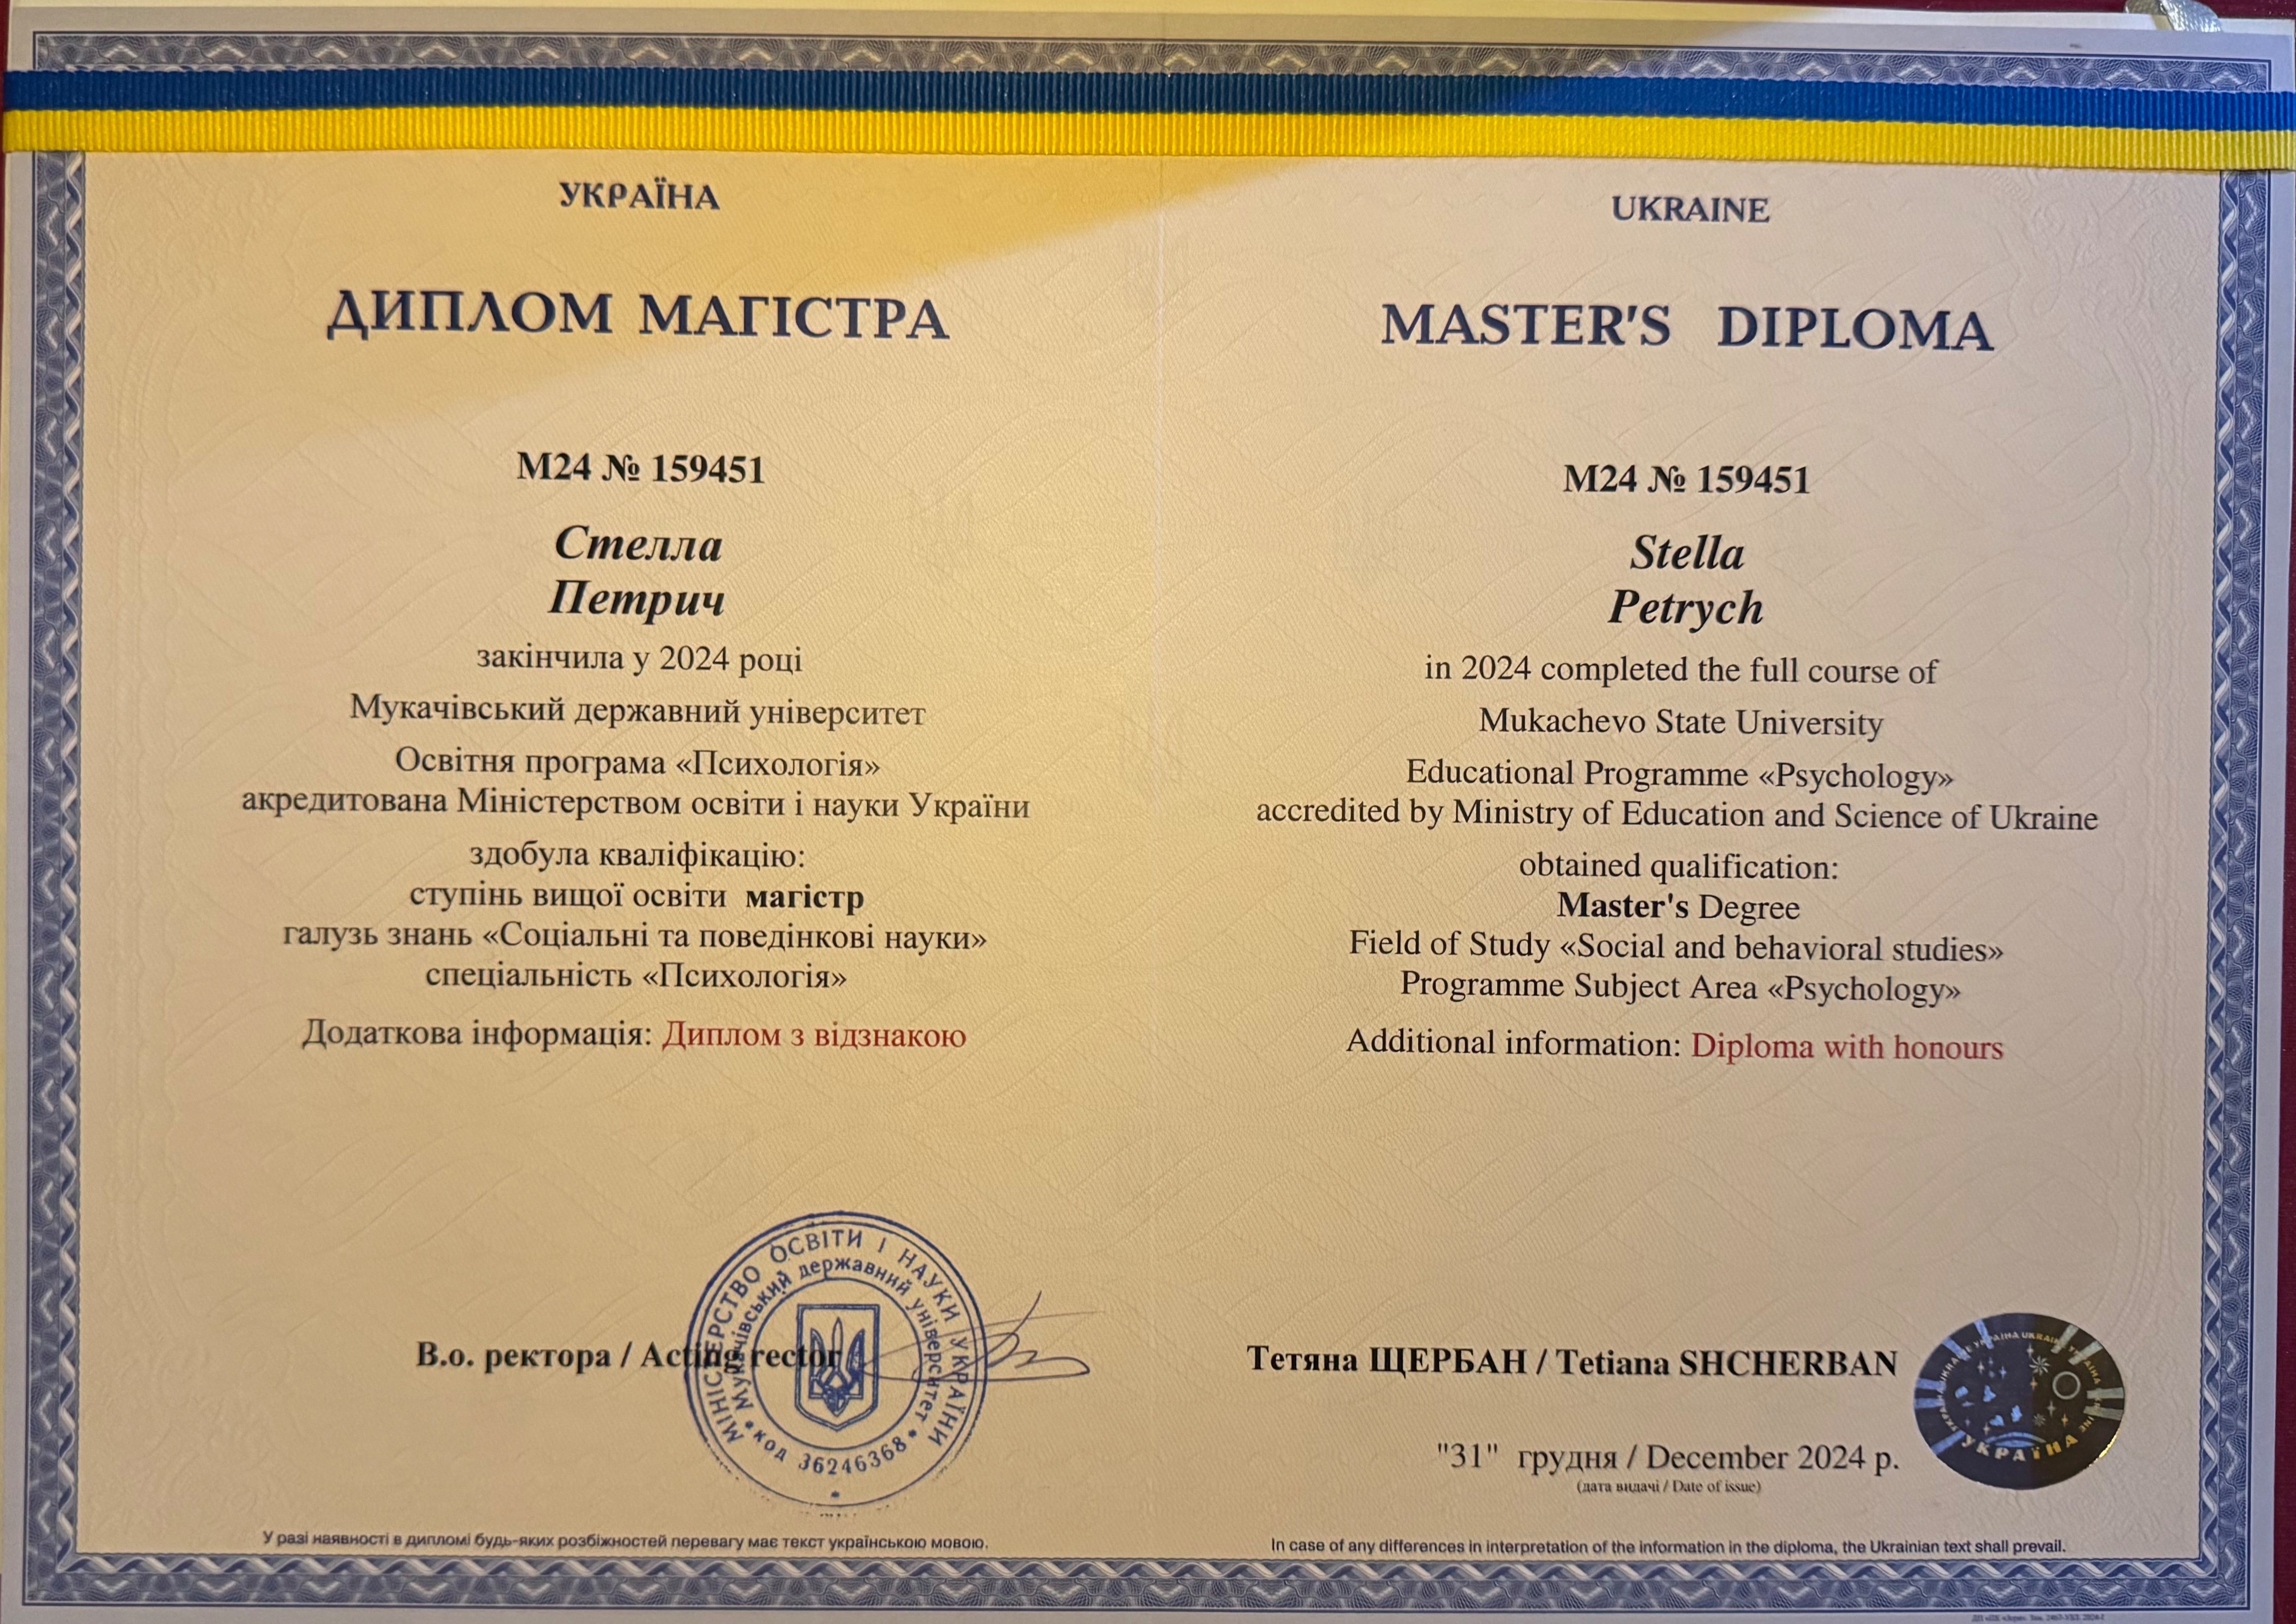 УКРАЇНА
ДИПЛОМ МАГІСТРА
М24 № 159451
Стелла
Петрич
закінчила у 2024 році
Мукачівський державний університет
Освітня програма «Психологія»
акредитована Міністерством освіти і науки України
здобула кваліфікацію:
ступінь вищої освіти магістр
галузь знань «Соціальні та поведінкові науки»
спеціальність «Психологія»
Додаткова інформація: Диплом з відзнакою
В.о. ректора / Acting rector
МІНІСТЕРСТВО ОСВІТИ І НАУКИ УКРАЇНИ
Мукачівський державний університет
код 36246368
У разі наявності в дипломі будь-яких розбіжностей перевагу має текст українською мовою.
UKRAINE
MASTER'S DIPLOMA
M24 № 159451
Stella
Petrych
in 2024 completed the full course of
Mukachevo State University
Educational Programme «Psychology»
accredited by Ministry of Education and Science of Ukraine
obtained qualification:
Master's Degree
Field of Study «Social and behavioral studies»
Programme Subject Area «Psychology»
Additional information: Diploma with honours
Тетяна ЩЕРБАН / Tetiana SHCHERBAN
"31" грудня / December 2024 р.
(дата видачі / Date of issue)
УКРАЇНА
In case of any differences in interpretation of the information in the diploma, the Ukrainian text shall prevail.